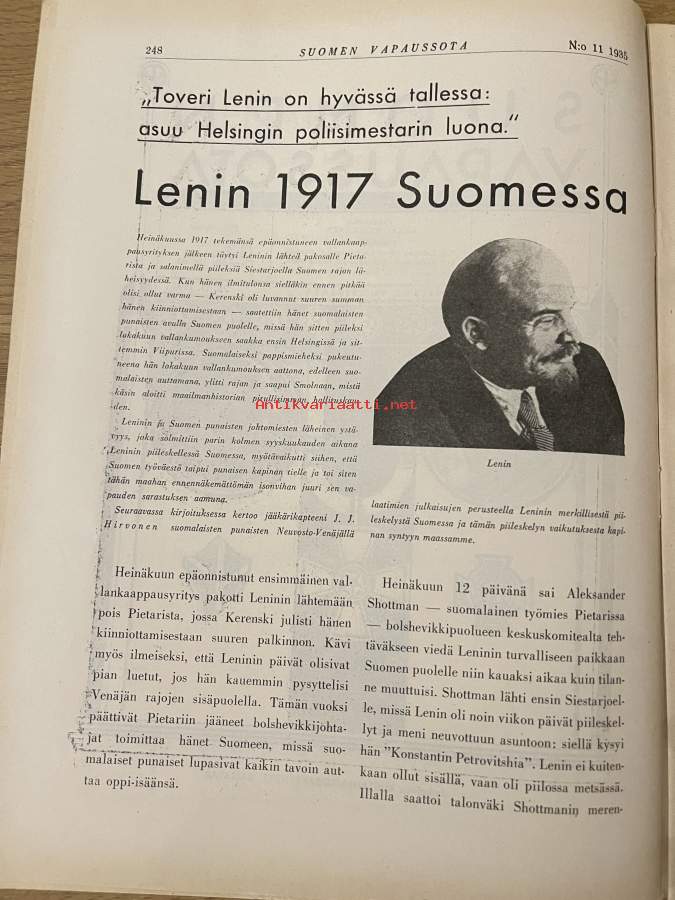 248
SUOMEN VAPAUSSOTA
N:o 11 1935
„Toveri Lenin on hyvässä tallessa:
asuu Helsingin poliisimestarin luona.“
Lenin 1917 Suomessa
Heinäkuussa 1917 tekemänsä epäonnistuneen vallankaap-
pausyrityksen jälkeen täytyi Leninin lähteä pakosalle Pieta-
rista ja salanimellä piileksiä Siestarjoella Suomen rajan lä-
heisyydessä. Kun hänen ilmitulonsa sielläkin ennen pitkää
olisi ollut varma — Kerenski oli luvannut suuren summan
hänen kiinniottamisestaan — saatettiin hänet suomalaisten
punaisten avulla Suomen puolelle, missä hän sitten piileksi
lokakuun vallankumoukseen saakka ensin Helsingissä ja sit-
temmin Viipurissa. Suomalaiseksi pappismieheksi pukeutu-
neena hän lokakuun vallankumouksen aattona, edelleen suo-
malaisten auttamana, ylitti rajan ja saapui Smolnaan, mistä
käsin aloitti maailmanhistorian pirullisimman hallituskau-
den.
Leninin ja Suomen punaisten johtomiesten läheinen ystä-
vyys, joka solmittiin parin kolmen syyskuukauden aikana
Leninin piileskellessä Suomessa, myötävaikutti siihen, että
Suomen työväestö taipui punaisen kapinan tielle ja toi siten
tähän maahan ennennäkemättömän isonvihan juuri sen va-
pauden sarastuksen aamuna.
Seuraavassa kirjoituksessa kertoo jääkärikapteeni J. J.
Hirvonen suomalaisten punaisten Neuvosto-Venäjällä
Antikvariaatti.net
Lenin
laatimien julkaisujen perusteella Leninin merkillisestä pii-
leskelystä Suomessa ja tämän piileskelyn vaikutuksesta kapi-
nan syntyyn maassamme.
Heinäkuun epäonnistunut ensimmäinen val-
lankaappausyritys pakotti Leninin lähtemään
pois Pietarista, jossa Kerenski julisti hänen
kiinniottamisestaan suuren palkinnon. Kävi
myös ilmeiseksi, että Leninin päivät olisivat
pian luetut, jos hän kauemmin pysyttelisi
Venäjän rajojen sisäpuolella. Tämän vuoksi
päättivät Pietariin jääneet bolshevikkijohta-
jat toimittaa hänet Suomeen, missä suo-
malaiset punaiset lupasivat kaikin tavoin aut-
taa oppi-isäänsä.
Heinäkuun 12 päivänä sai Aleksander
Shottman — suomalainen työmies Pietarissa
— bolshevikkipuolueen keskuskomitealta teh-
täväkseen viedä Leninin turvalliseen paikkaan
Suomen puolelle niin kauaksi aikaa kuin tilan-
ne muuttuisi. Shottman lähti ensin Siestarjoel-
le, missä Lenin oli noin viikon päivät piileskel-
lyt ja meni neuvottuun asuntoon: siellä kysyi
hän "Konstantin Petrovitshia". Lenin ei kuiten-
kaan ollut sisällä, vaan oli piilossa metsässä.
Illalla saattoi talonväki Shottmanin meren-